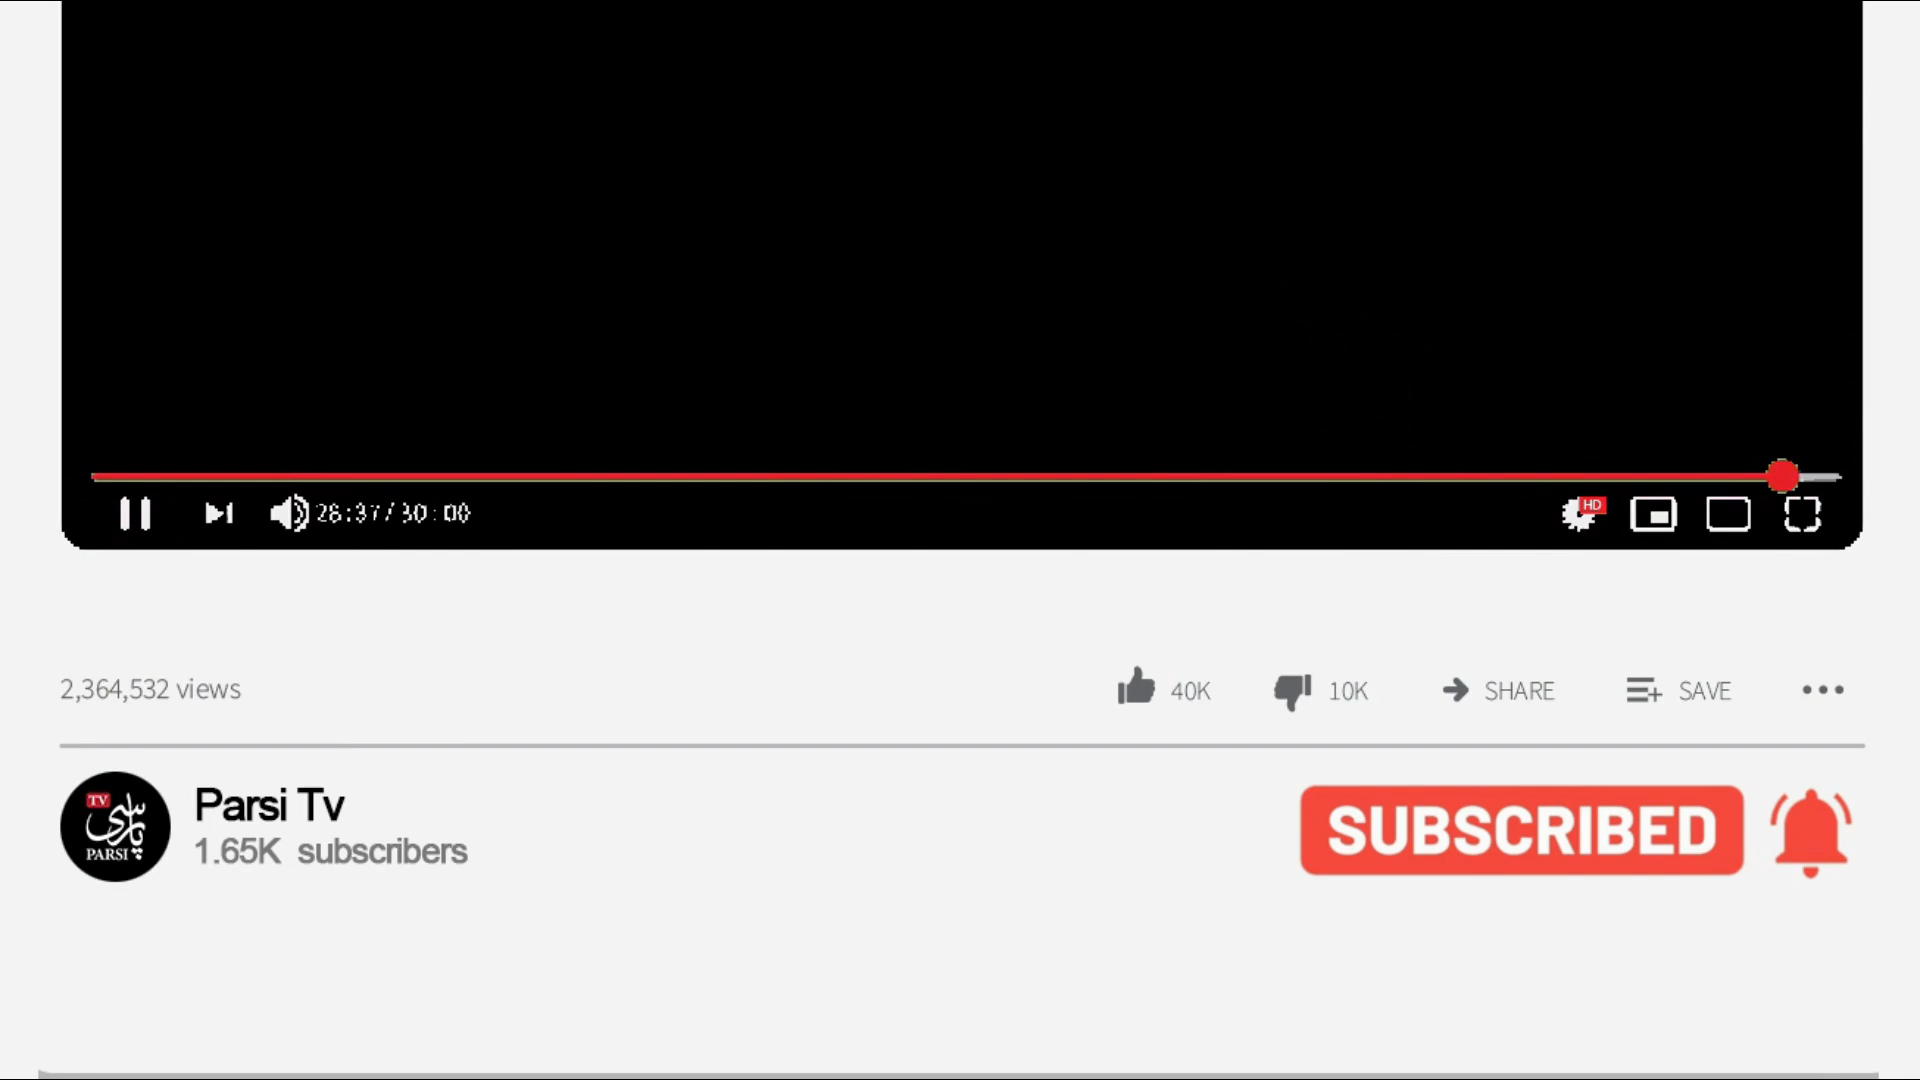 28:37/30:00
HD
2,364,532 views
40K
10K
SHARE
SAVE
TV
پارسی
PARSI
Parsi Tv
1.65K subscribers
SUBSCRIBED